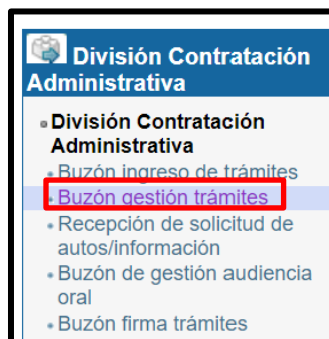 División Contratación
Administrativa
División Contratación
Administrativa
Buzón ingreso de trámites
Buzón gestión trámites
Recepción de solicitud de
autos/información
Buzón de gestión audiencia
oral
Buzón firma trámites